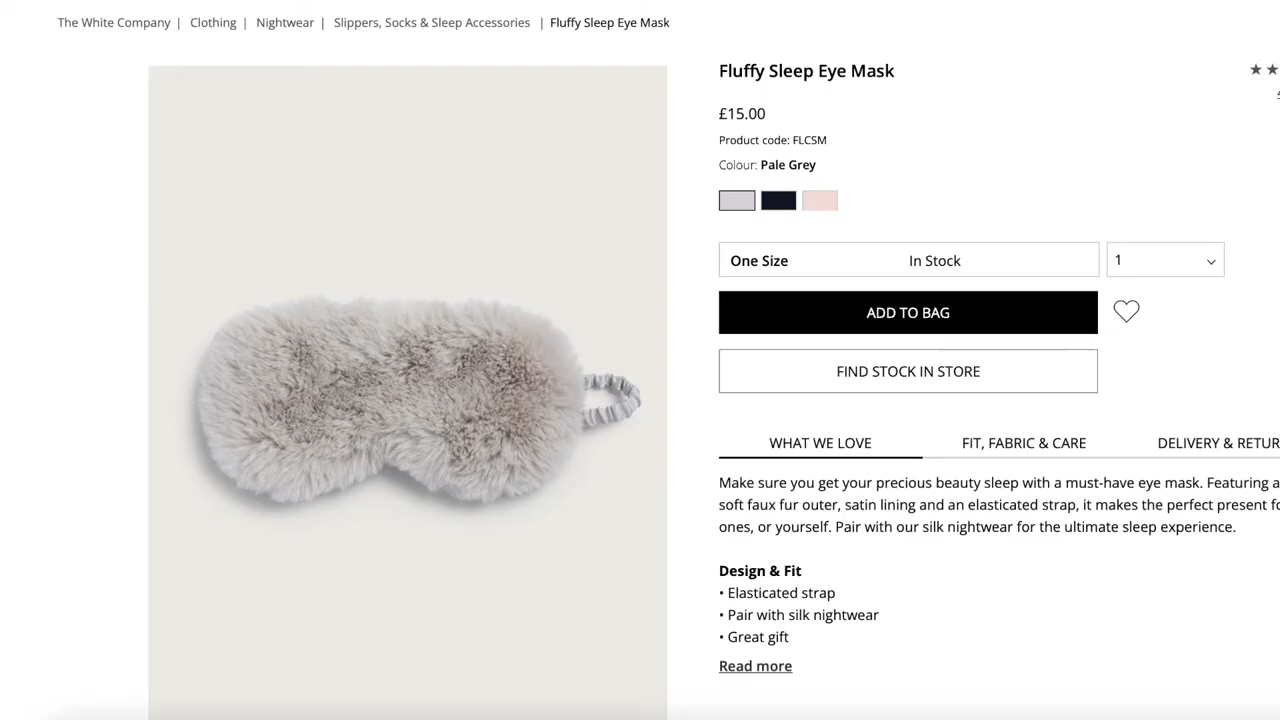 The White Company | Clothing | Nightwear | Slippers, Socks & Sleep Accessories | Fluffy Sleep Eye Mask
Fluffy Sleep Eye Mask
£15.00
Product code: FLCSM
Colour: Pale Grey
One Size In Stock 1
ADD TO BAG
FIND STOCK IN STORE
WHAT WE LOVE FIT, FABRIC & CARE DELIVERY &
Make sure you get your precious beauty sleep with a must-have eye mask. Featuring a
soft faux fur outer, satin lining and an elasticated strap, it makes the perfect present
ones, or yourself. Pair with our silk nightwear for the ultimate sleep experience.
Design & Fit
• Elasticated strap
• Pair with silk nightwear
• Great gift
Read more